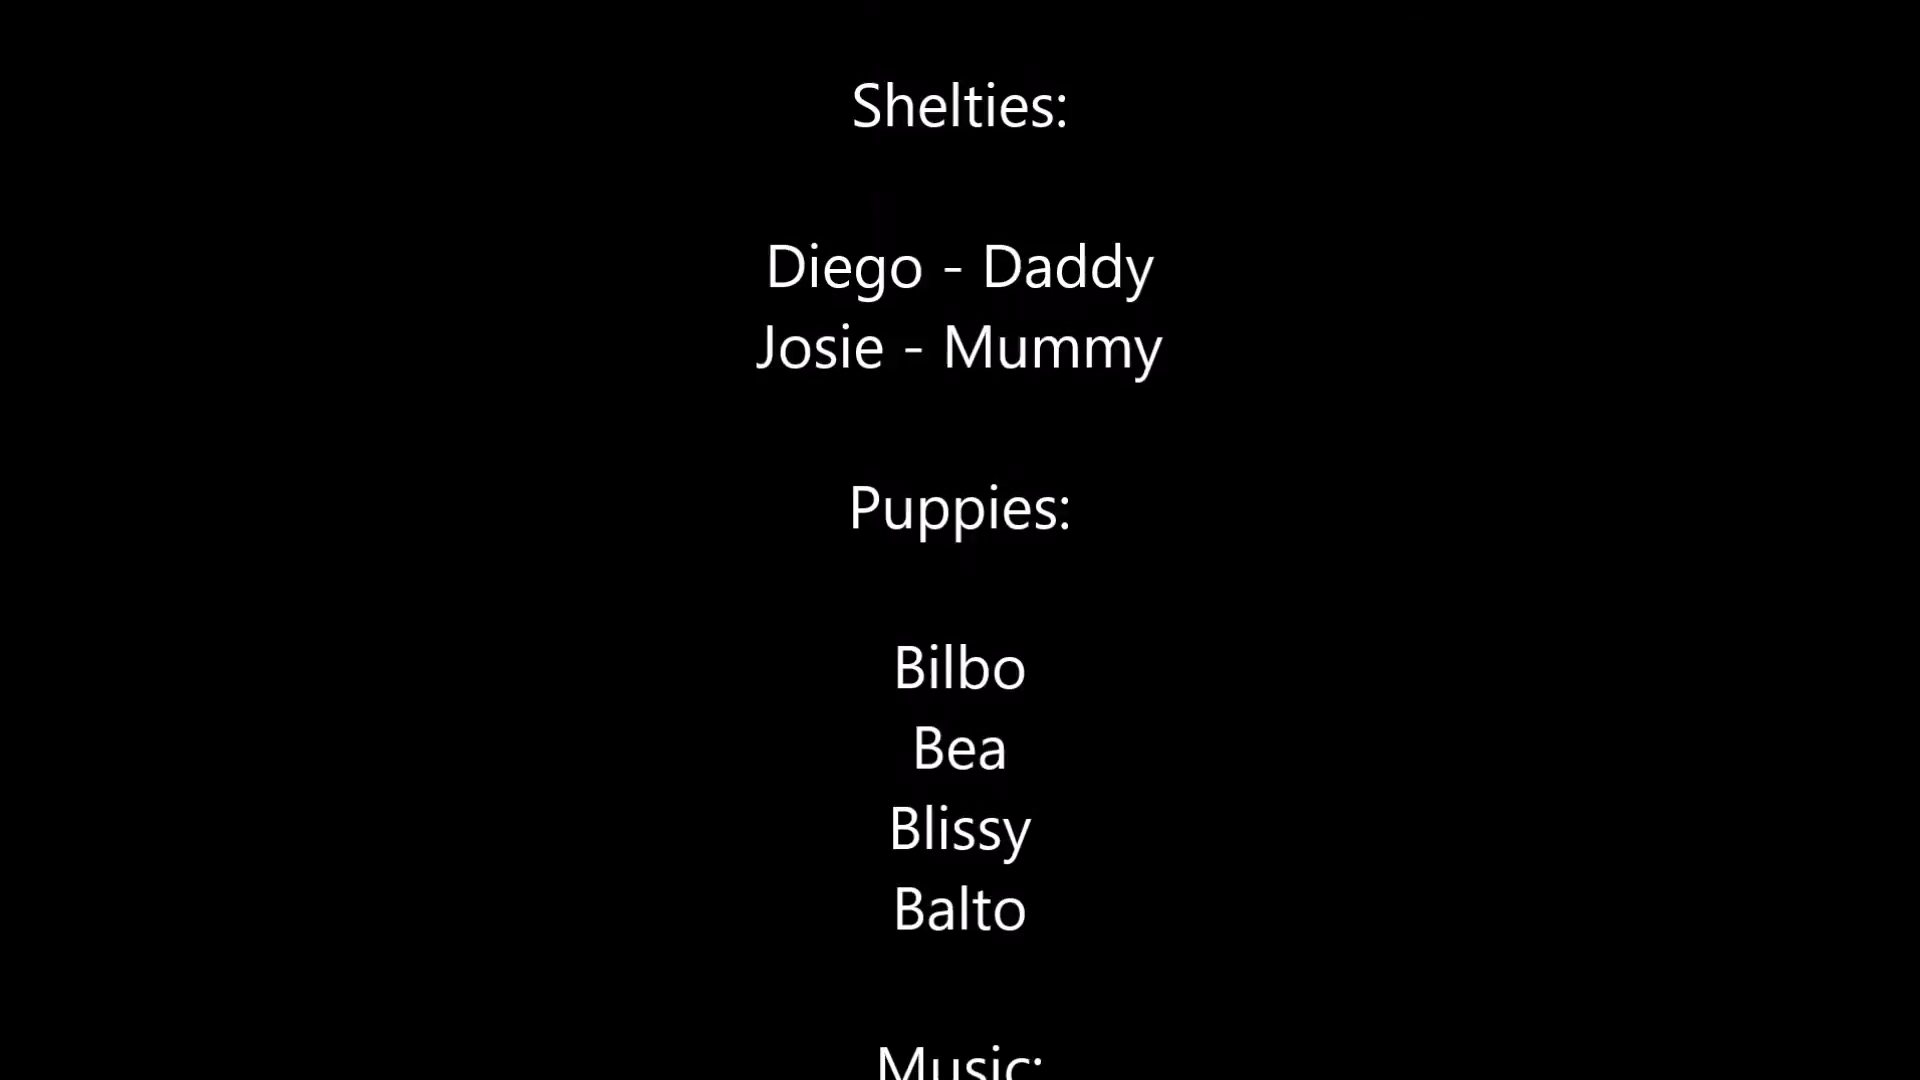 Shelties:
Diego - Daddy
Josie - Mummy
Puppies:
Bilbo
Bea
Blissy
Balto
Music: